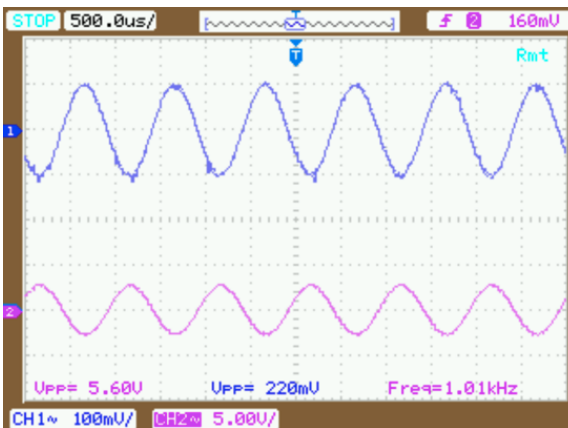 STOP 500.0us/ T f 2 160mV
T
Rmt
1
2
Vpp= 5.60V Vpp= 220mV Freq=1.01kHz
CH1~ 100mV/ CH2~ 5.00V/